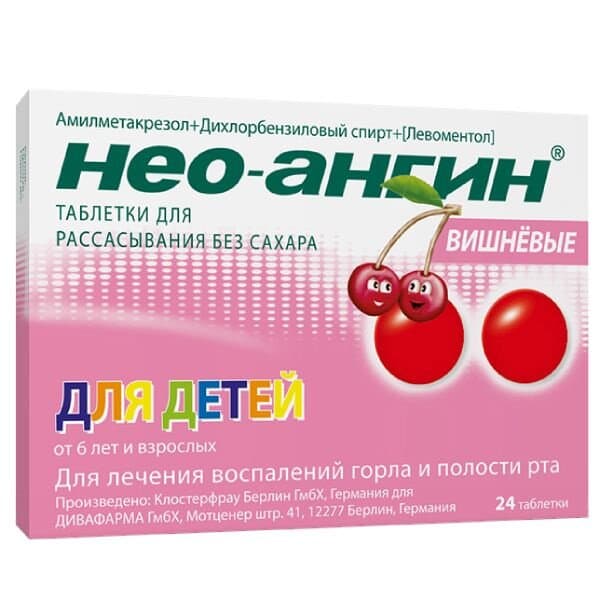 Амилметакрезол+Дихлорбензиловый спирт+[Левоментол]
нео-ангин®
ТАБЛЕТКИ ДЛЯ
РАССАСЫВАНИЯ БЕЗ САХАРА
ВИШНЁВЫЕ
ДЛЯ ДЕТЕЙ
от 6 лет и взрослых
Для лечения воспалений горла и полости рта
Произведено: Клостерфрау Берлин ГмбХ, Германия для
ДИВАФАРМА ГмбХ, Мотценер штр. 41, 12277 Берлин, Германия
24 таблетки